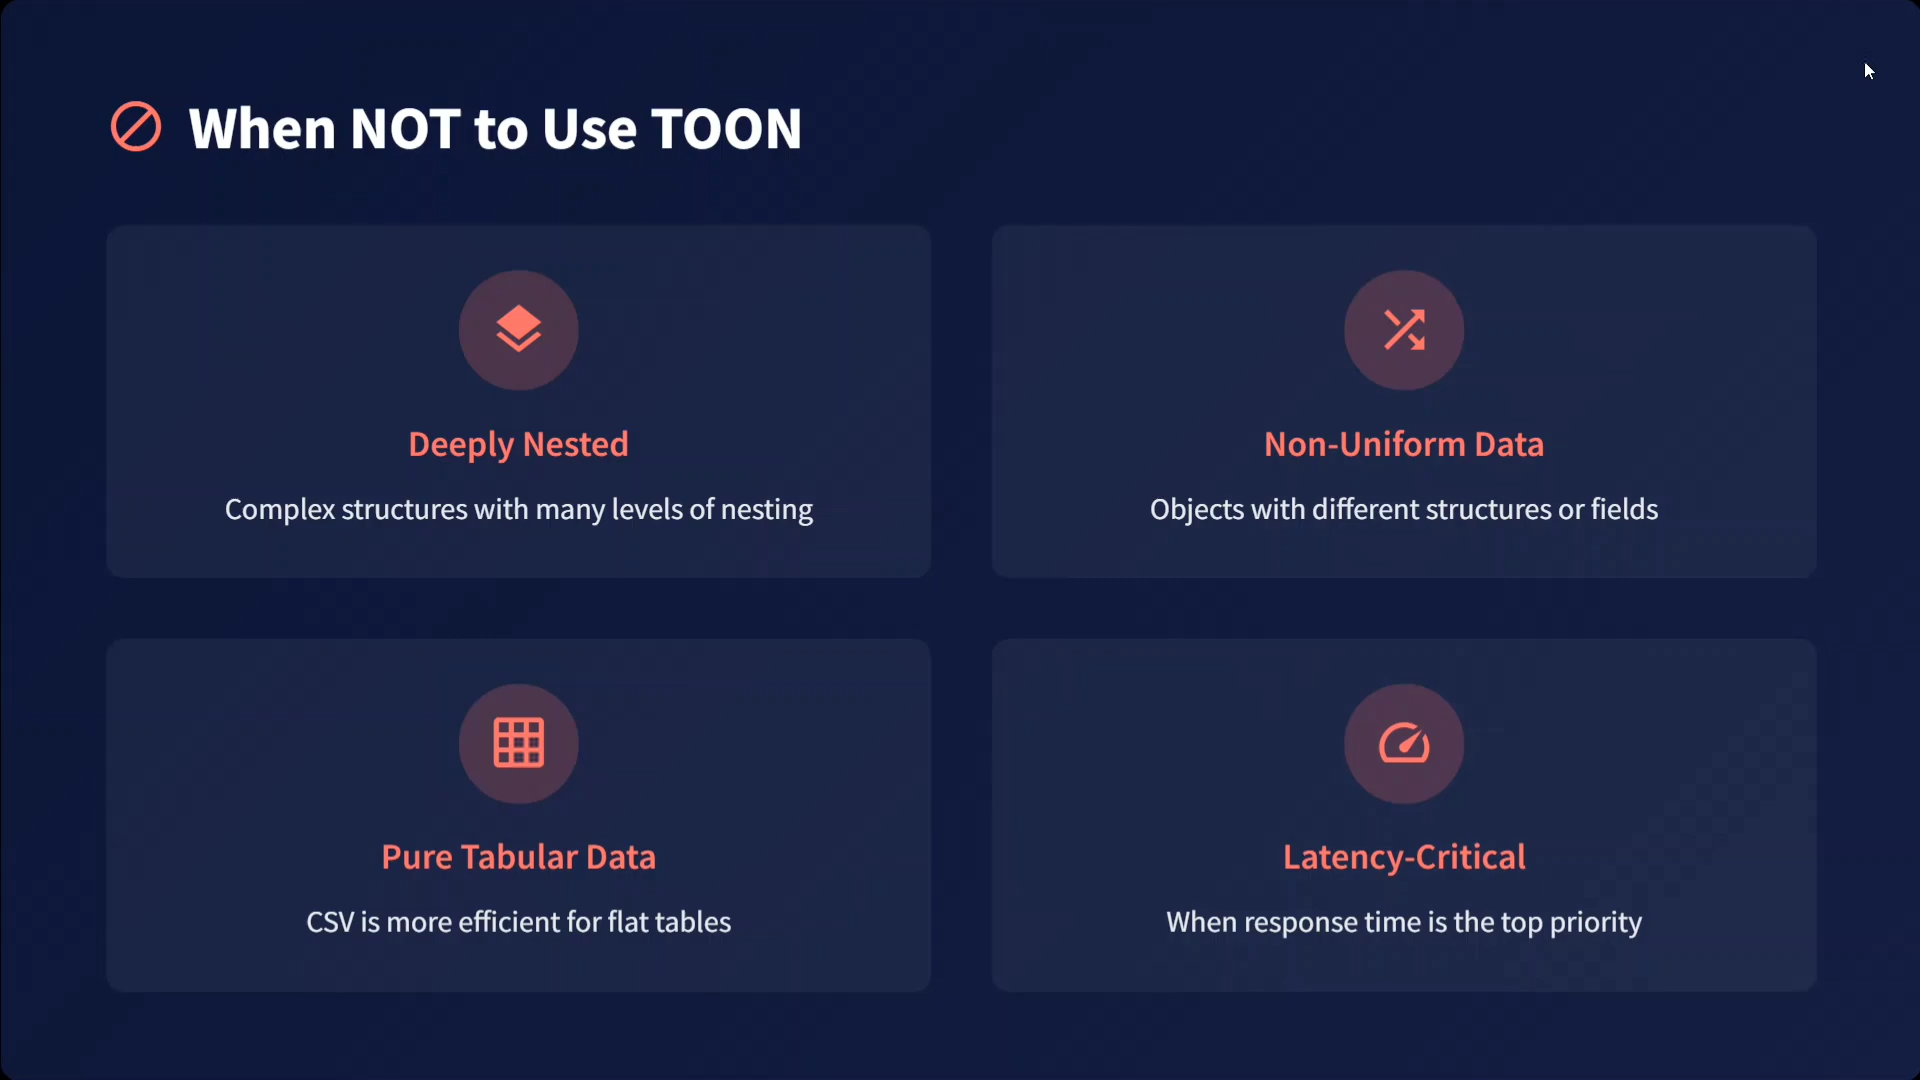 When NOT to Use TOON
Deeply Nested
Complex structures with many levels of nesting
Non-Uniform Data
Objects with different structures or fields
Pure Tabular Data
CSV is more efficient for flat tables
Latency-Critical
When response time is the top priority